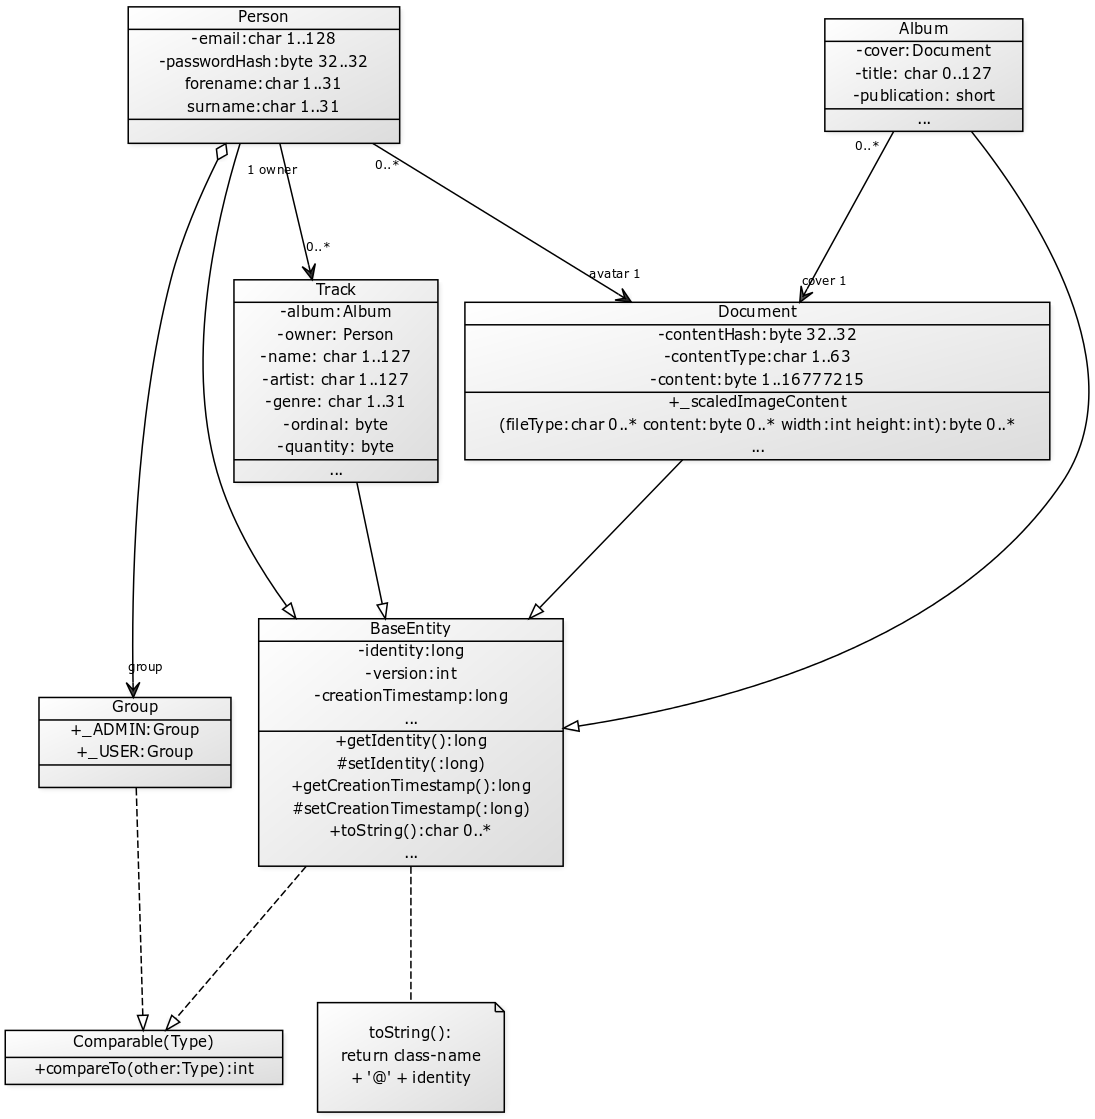 Person
-email:char 1..128
-passwordHash:byte 32..32
forename:char 1..31
surname:char 1..31
Album
-cover:Document
-title: char 0..127
-publication: short
...
1 owner
0..*
0..*
0..*
avatar 1
cover 1
Track
-album:Album
-owner: Person
-name: char 1..127
-artist: char 1..127
-genre: char 1..31
-ordinal: byte
-quantity: byte
...
Document
-contentHash:byte 32..32
-contentType:char 1..63
-content:byte 1..16777215
+_scaledImageContent
(fileType:char 0..* content:byte 0..* width:int height:int):byte 0..*
...
BaseEntity
-identity:long
-version:int
-creationTimestamp:long
...
+getIdentity():long
#setIdentity(:long)
+getCreationTimestamp():long
#setCreationTimestamp(:long)
+toString():char 0..*
...
group
Group
+_ADMIN:Group
+_USER:Group
Comparable(Type)
+compareTo(other:Type):int
toString():
return class-name
+ '@' + identity